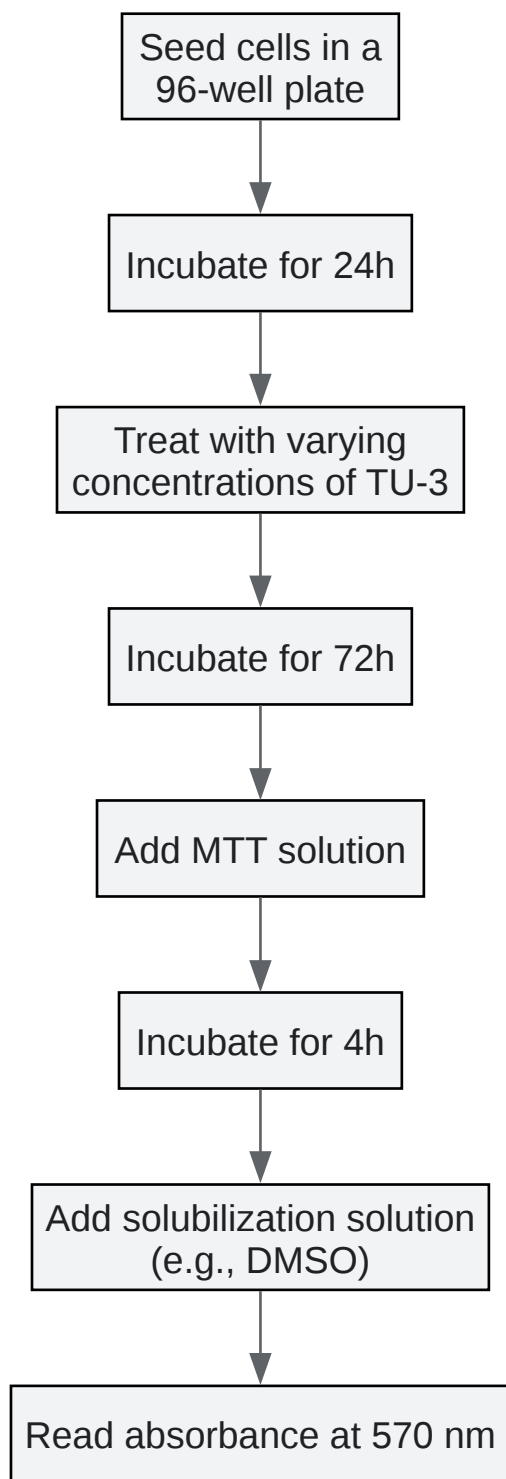 Seed cells in a
96-well plate
Incubate for 24h
Treat with varying
concentrations of TU-3
Incubate for 72h
Add MTT solution
Incubate for 4h
Add solubilization solution
(e.g., DMSO)
Read absorbance at 570 nm